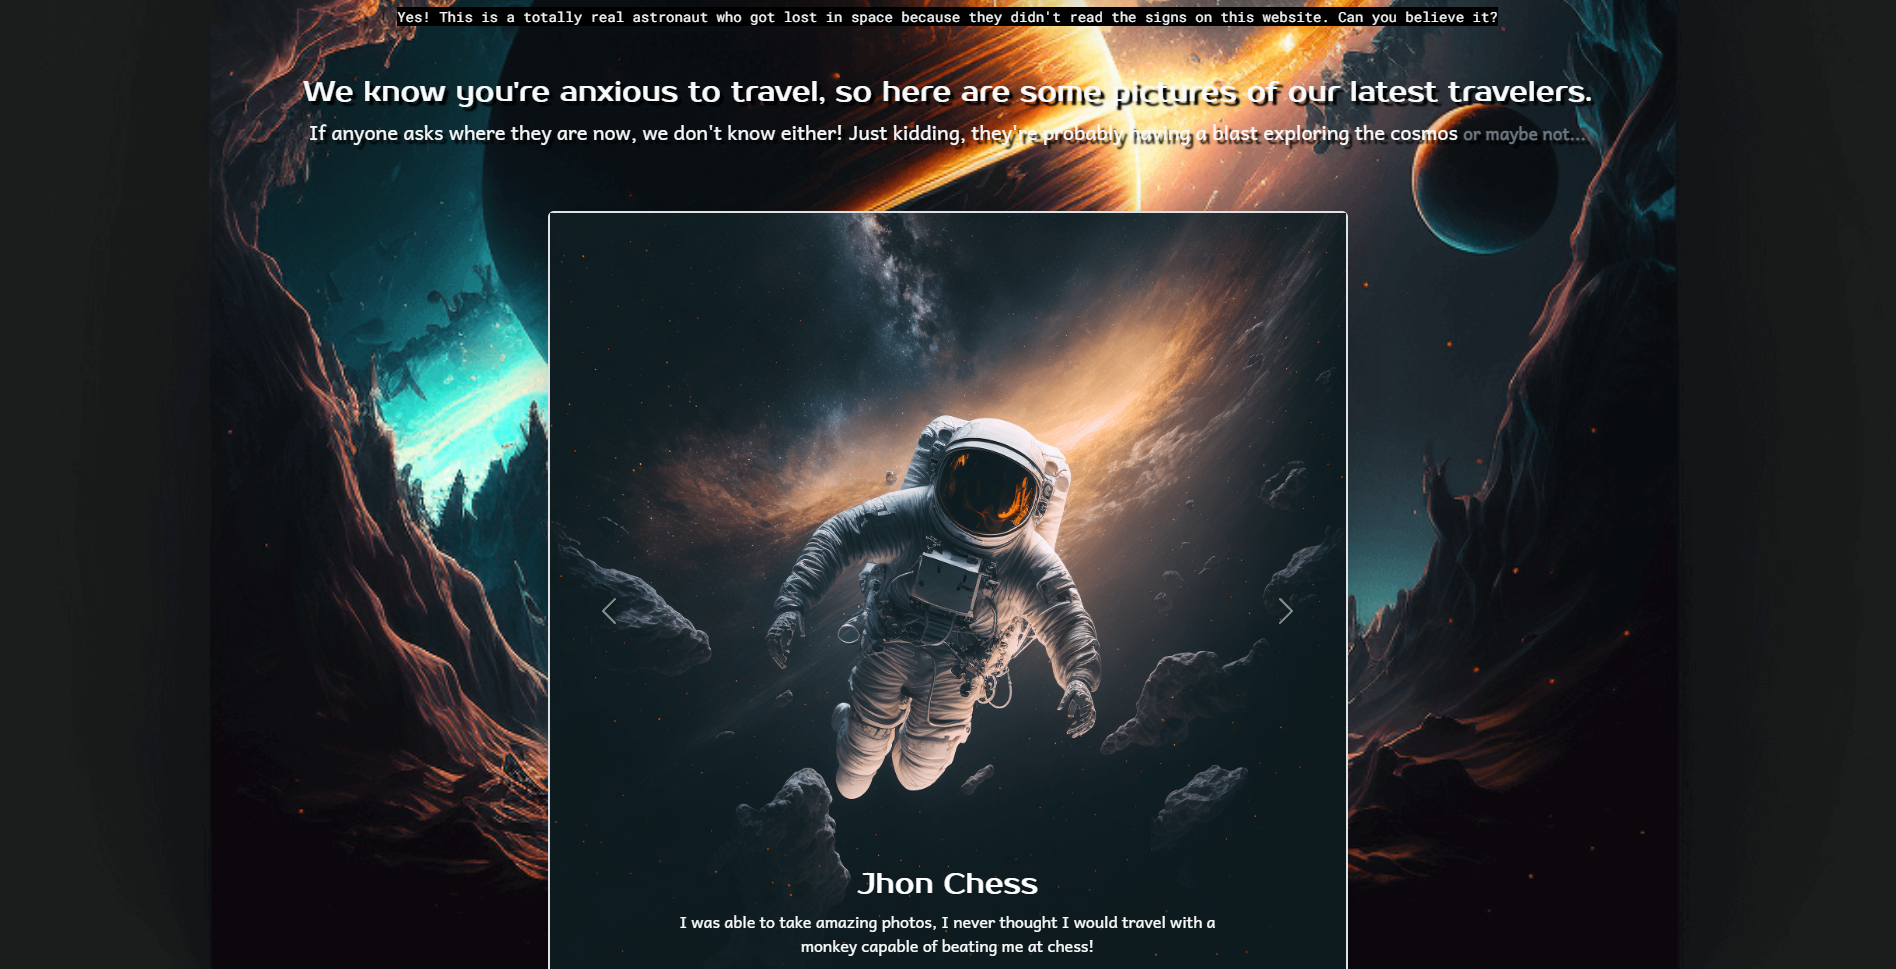 Yes! This is a totally real astronaut who got lost in space because they didn't read the signs on this website. Can you believe it?
We know you're anxious to travel, so here are some pictures of our latest travelers.
If anyone asks where they are now, we don't know either! Just kidding, they're probably having a blast exploring the cosmos or maybe not...
Jhon Chess
I was able to take amazing photos, I never thought I would travel with a
monkey capable of beating me at chess!